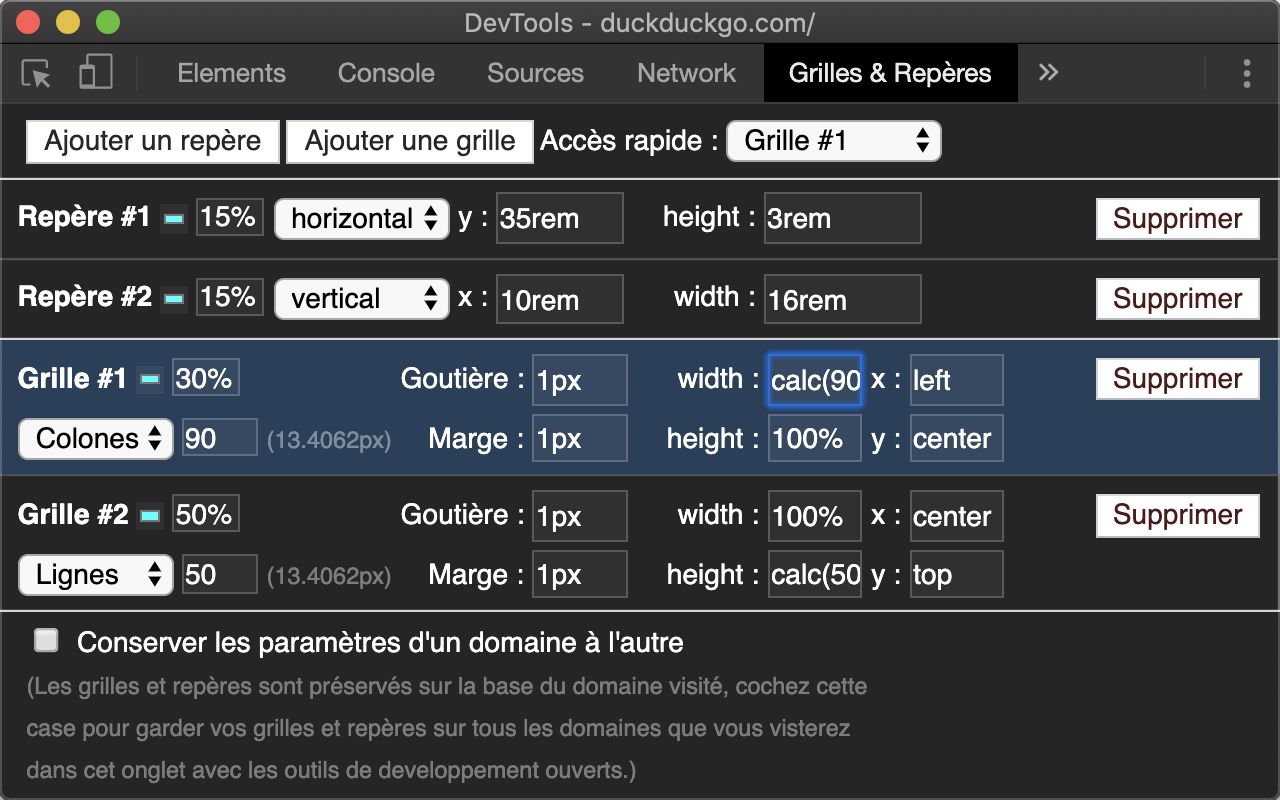 DevTools - duckduckgo.com/
Elements Console Sources Network Grilles & Repères »
Ajouter un repère Ajouter une grille Accès rapide : Grille #1
Repère #1 15% horizontal y : 35rem height : 3rem Supprimer
Repère #2 15% vertical x : 10rem width : 16rem Supprimer
Grille #1 30% Goutière : 1px width : calc(90 x : left Supprimer
Colones 90 (13.4062px) Marge : 1px height : 100% y : center
Grille #2 50% Goutière : 1px width : 100% x : center Supprimer
Lignes 50 (13.4062px) Marge : 1px height : calc(50 y : top
Conserver les paramètres d'un domaine à l'autre
(Les grilles et repères sont préservés sur la base du domaine visité, cochez cette
case pour garder vos grilles et repères sur tous les domaines que vous visterez
dans cet onglet avec les outils de developpement ouverts.)